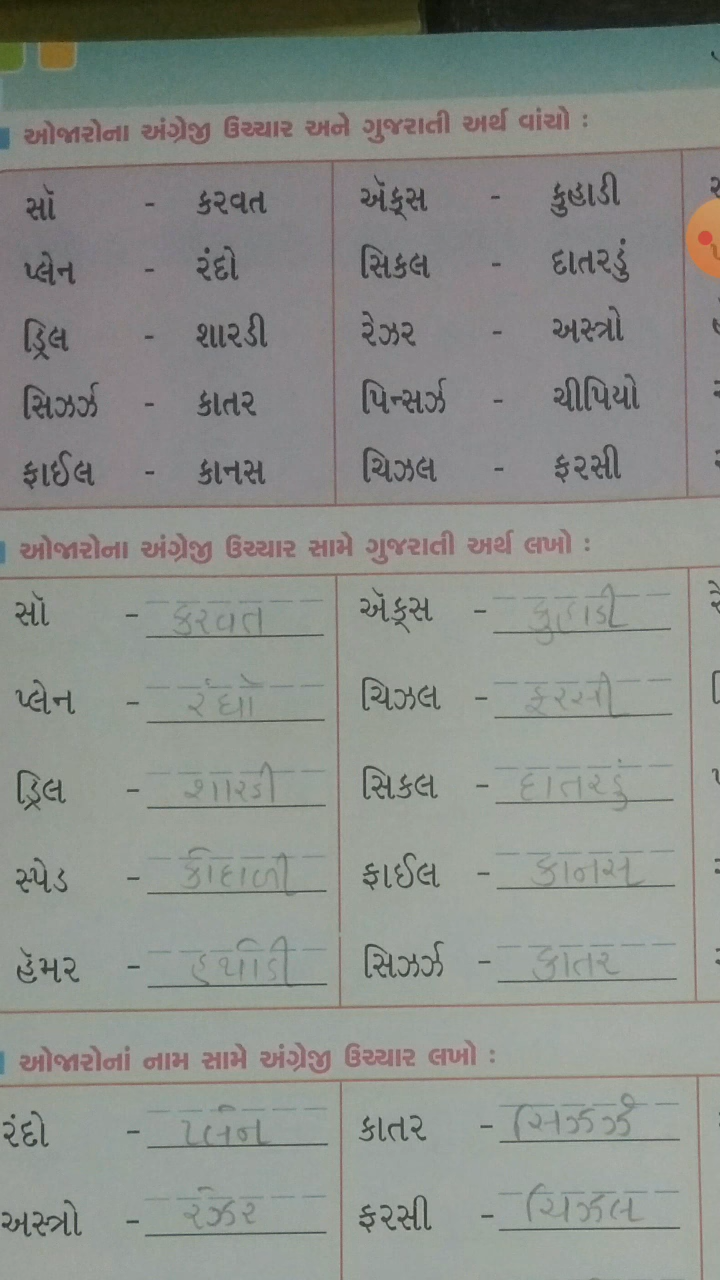 ઓજારોના અંગ્રેજી ઉચ્ચાર અને ગુજરાતી અર્થ વાંચો :
સૉ - કરવત ઍક્સ - કુહાડી
પ્લેન - રંદો સિકલ - દાતરડું
ડ્રિલ - શારડી રેઝર - અસ્ત્રો
સિઝર્ઝ - કાતર પિન્સર્ઝ - ચીપિયો
ફાઈલ - કાનસ ચિઝલ - ફરસી
ઓજારોના અંગ્રેજી ઉચ્ચાર સામે ગુજરાતી અર્થ લખો :
સૉ - કરવત ઍક્સ - કુહાડી
પ્લેન - રંધો ચિઝલ - ફરસી
ડ્રિલ - શારડી સિકલ - દાતરડું
સ્પેડ - કોદાળી ફાઈલ - કાનસ
હૅમર - હથોડી સિઝર્ઝ - કાતર
ઓજારોનાં નામ સામે અંગ્રેજી ઉચ્ચાર લખો :
રંદો - પ્લેન કાતર - સિઝર્ઝ
અસ્ત્રો - રેઝર ફરસી - ચિઝલ